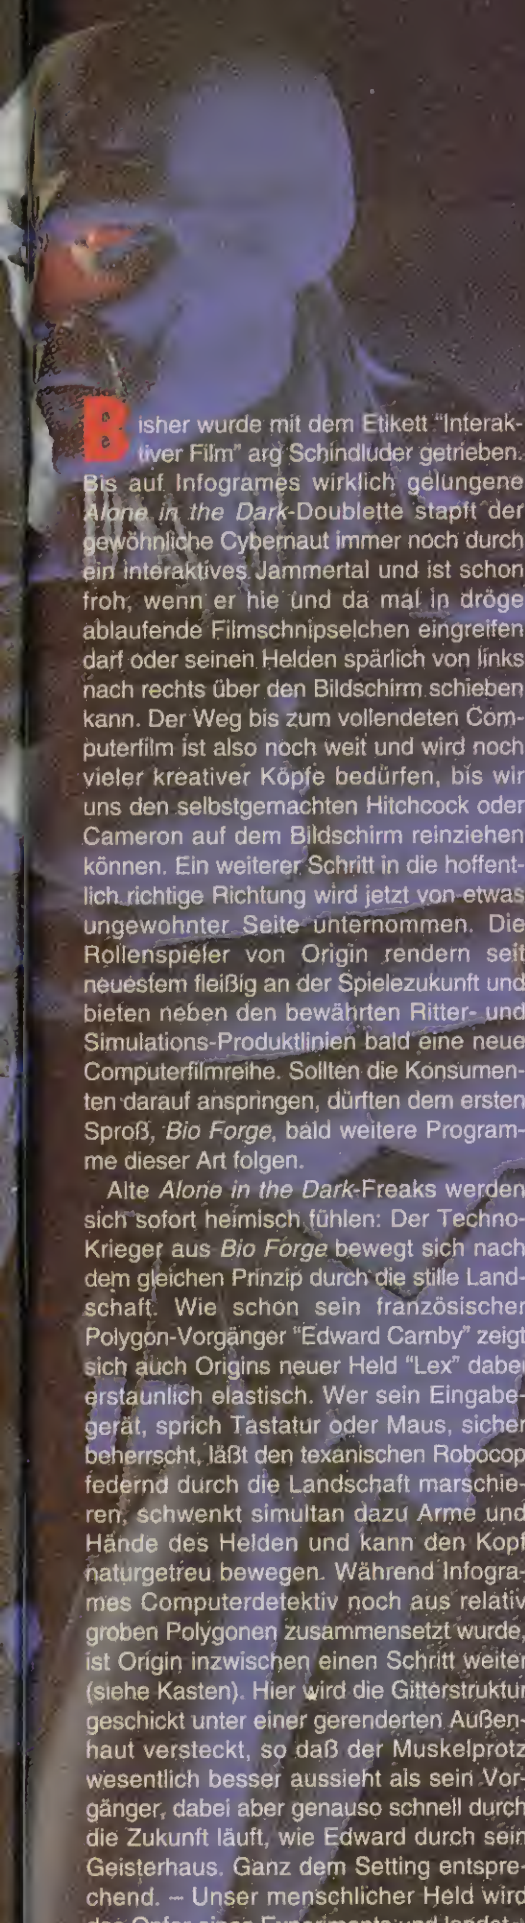 Bisher wurde mit dem Etikett "Interak-
tiver Film" arg Schindluder getrieben.
Bis auf Infogrames wirklich gelungene
Alone in the Dark-Doublette stapft der
gewöhnliche Cybernaut immer noch durch
ein interaktives Jammertal und ist schon
froh, wenn er hie und da mal in dröge
ablaufende Filmschnipselchen eingreifen
darf oder seinen Helden spärlich von links
nach rechts über den Bildschirm schieben
kann. Der Weg bis zum vollendeten Com-
puterfilm ist also noch weit und wird noch
vieler kreativer Köpfe bedürfen, bis wir
uns den selbstgemachten Hitchcock oder
Cameron auf dem Bildschirm reinziehen
können. Ein weiterer Schritt in die hoffent-
lich richtige Richtung wird jetzt von etwas
ungewohnter Seite unternommen. Die
Rollenspieler von Origin rendern seit
neuestem fleißig an der Spielezukunft und
bieten neben den bewährten Ritter- und
Simulations-Produktlinien bald eine neue
Computerfilmreihe. Sollten die Konsumen-
ten darauf anspringen, dürften dem ersten
Sproß, Bio Forge, bald weitere Program-
me dieser Art folgen.
Alte Alone in the Dark-Freaks werden
sich sofort heimisch fühlen: Der Techno-
Krieger aus Bio Forge bewegt sich nach
dem gleichen Prinzip durch die stille Land-
schaft. Wie schon sein französischer
Polygon-Vorgänger "Edward Carnby" zeigt
sich auch Origins neuer Held "Lex" dabei
erstaunlich elastisch. Wer sein Eingabe-
gerät, sprich Tastatur oder Maus, sicher
beherrscht, läßt den texanischen Robocop
federnd durch die Landschaft marschie-
ren, schwenkt simultan dazu Arme und
Hände des Helden und kann den Kopf
naturgetreu bewegen. Während Infogra-
mes Computerdetektiv noch aus relativ
groben Polygonen zusammensetzt wurde,
ist Origin inzwischen einen Schritt weiter
(siehe Kasten). Hier wird die Gitterstruktur
geschickt unter einer gerenderten Außen-
haut versteckt, so daß der Muskelprotz
wesentlich besser aussieht als sein Vor-
gänger, dabei aber genauso schnell durch
die Zukunft läuft, wie Edward durch sein
Geisterhaus. Ganz dem Setting entspre-
chend. – Unser menschlicher Held wird